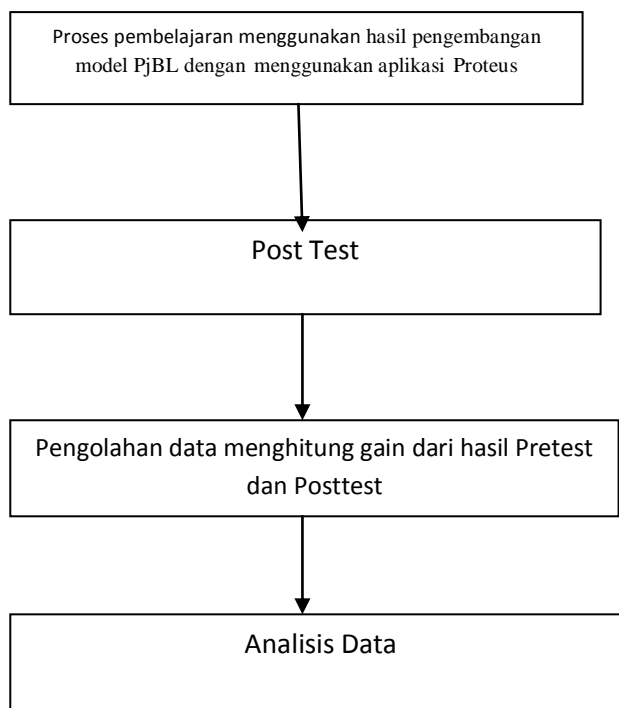 Proses pembelajaran menggunakan hasil pengembangan
model PjBL dengan menggunakan aplikasi Proteus
Post Test
Pengolahan data menghitung gain dari hasil Pretest
dan Posttest
Analisis Data